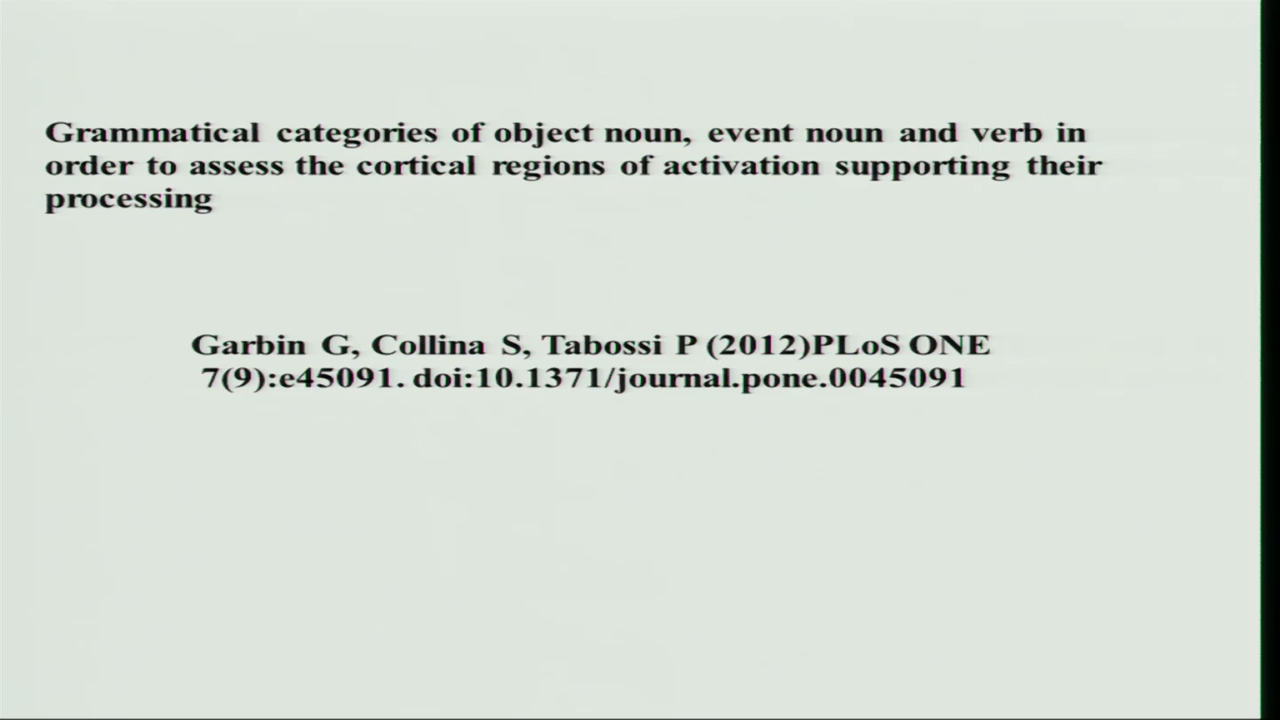 Grammatical categories of object noun, event noun and verb in
order to assess the cortical regions of activation supporting their
processing
Garbin G, Collina S, Tabossi P (2012)PLoS ONE
7(9):e45091. doi:10.1371/journal.pone.0045091